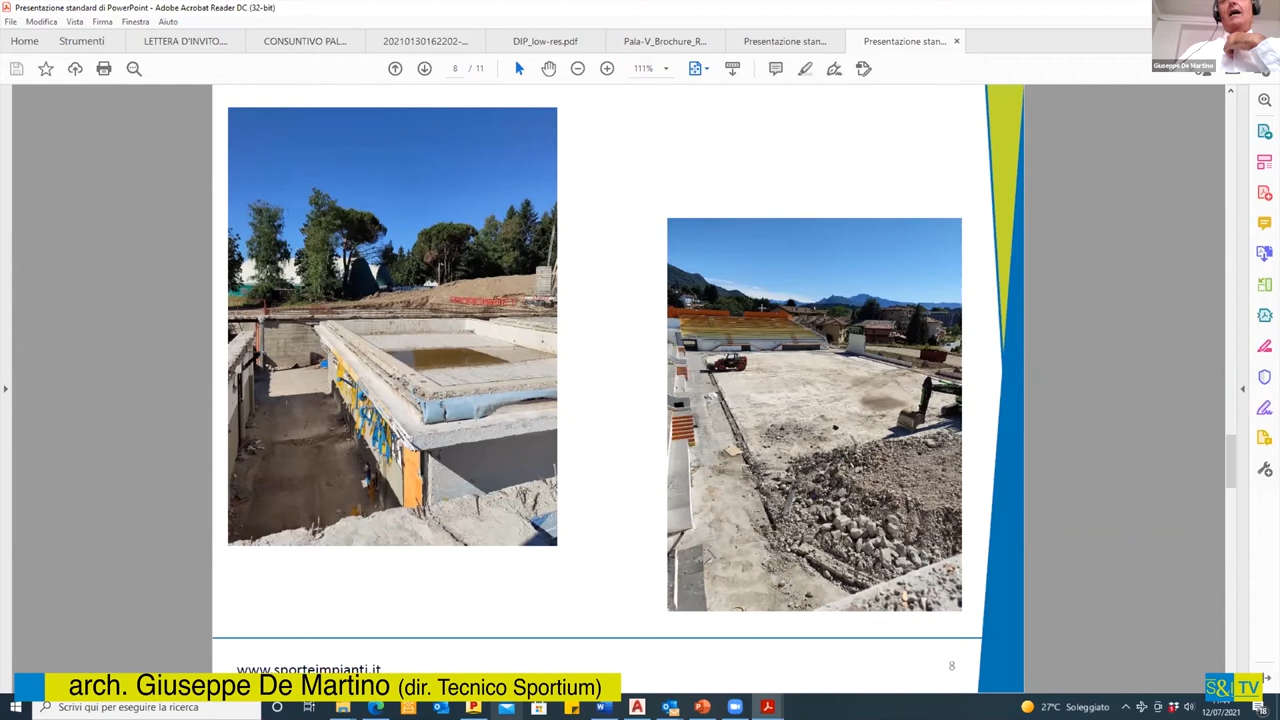 Presentazione standard di PowerPoint - Adobe Acrobat Reader DC (32-bit)
File Modifica Vista Firma Finestra Aiuto
Home Strumenti LETTERA D'INVITO.... CONSUNTIVO PAL... 20210130162202-... DIP_low-res.pdf Pala-V_Brochure_R... Presentazione stan... Presentazione stan...
8 / 11 111%
Giuseppe De Martino
www.sporteimpianti.it
8
arch. Giuseppe De Martino (dir. Tecnico Sportium)
S&I TV
Scrivi qui per eseguire la ricerca
27°C Soleggiato
12/07/2021
18